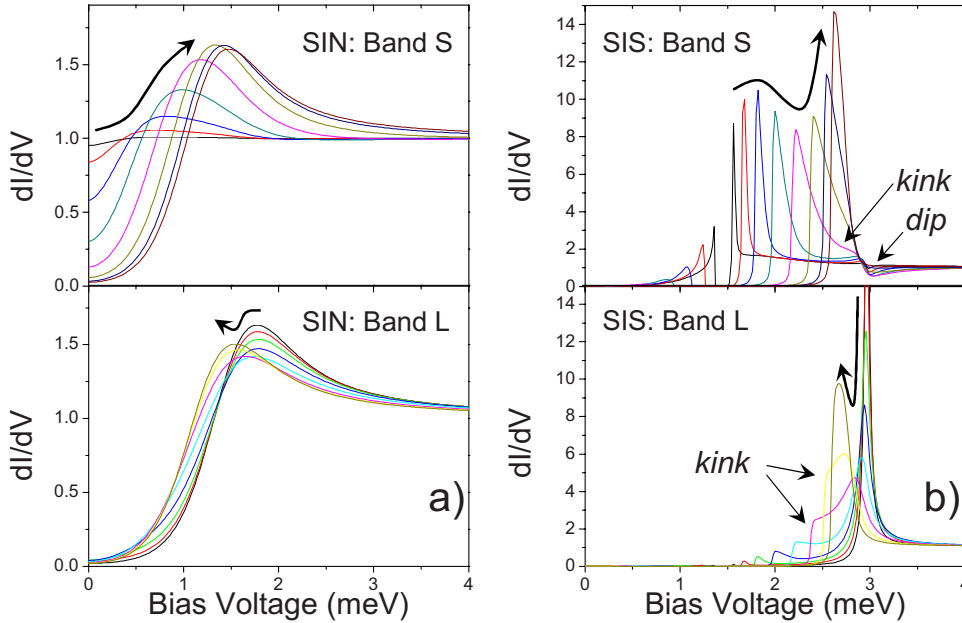 SIN: Band S
dI/dV
1.5
1.0
0.5
0.0
SIN: Band L
dI/dV
1.5
1.0
0.5
0.0
a)
0
1
2
3
4
Bias Voltage (meV)
SIS: Band S
dI/dV
14
12
10
8
6
4
2
0
kink
dip
SIS: Band L
dI/dV
14
12
10
8
6
4
2
0
kink
b)
0
1
2
3
4
Bias Voltage (meV)